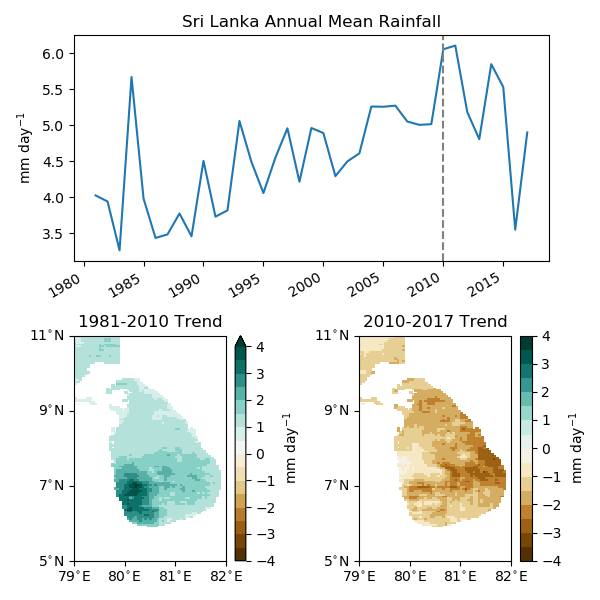 Sri Lanka Annual Mean Rainfall
mm day⁻¹
6.0
5.5
5.0
4.5
4.0
3.5
1980 1985 1990 1995 2000 2005 2010 2015
1981-2010 Trend
11°N
9°N
7°N
5°N
79°E 80°E 81°E 82°E
4
3
2
1
0
−1
−2
−3
−4
mm day⁻¹
2010-2017 Trend
11°N
9°N
7°N
5°N
79°E 80°E 81°E 82°E
4
3
2
1
0
−1
−2
−3
−4
mm day⁻¹